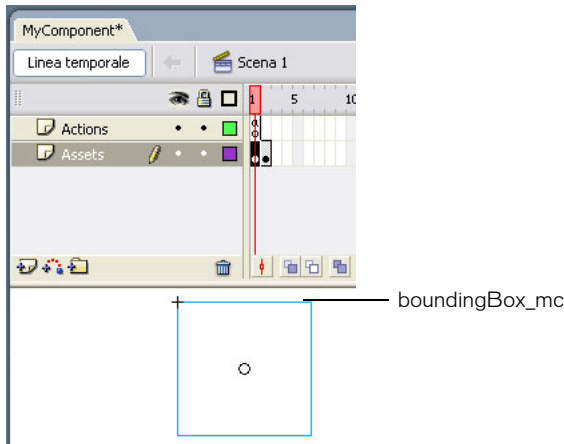 MyComponent*
Linea temporale
Scena 1
1 5 10
Actions
a
Assets
boundingBox_mc